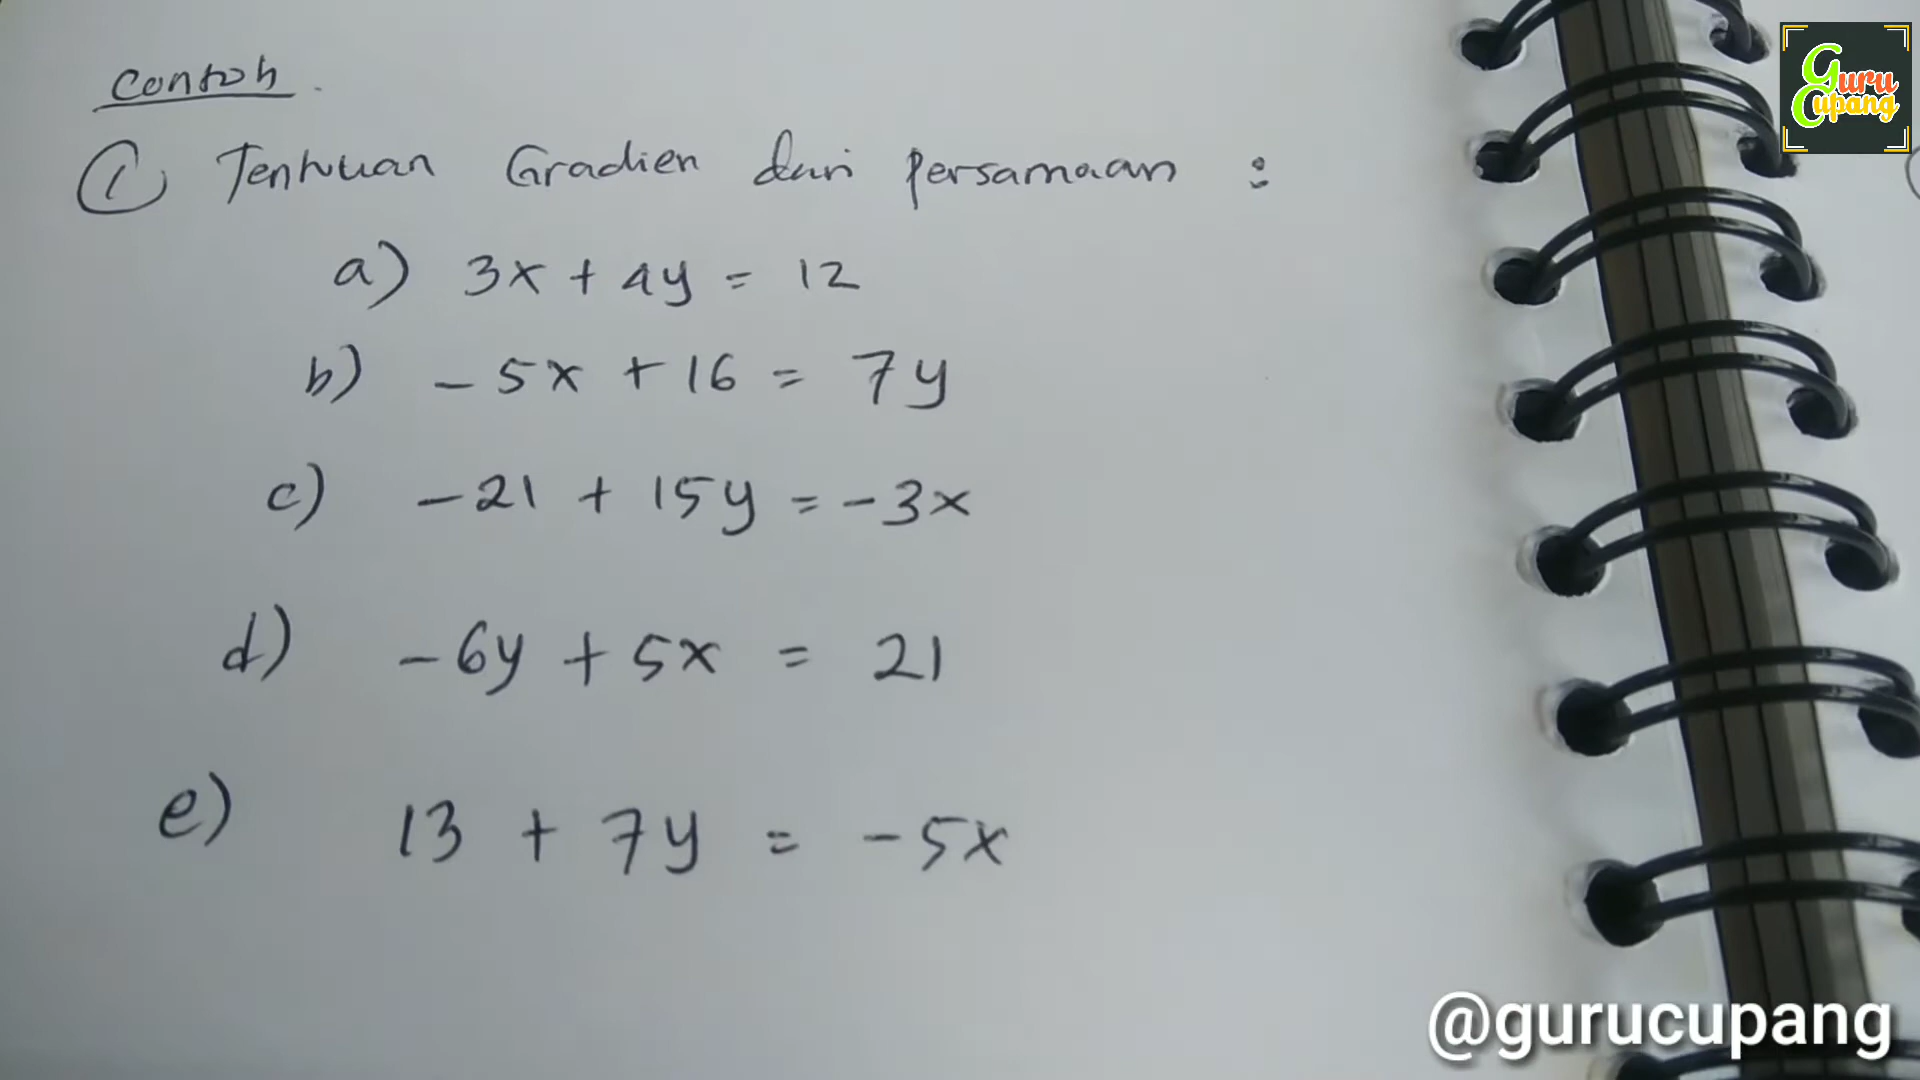 Contoh
1 Tentukan Gradien dari Persamaan :
a) 3x + 4y = 12
b) - 5x + 16 = 7y
c) - 21 + 15y = - 3x
d) - 6y + 5x = 21
e) 13 + 7y = - 5x
Guru
Cupang
@gurucupang